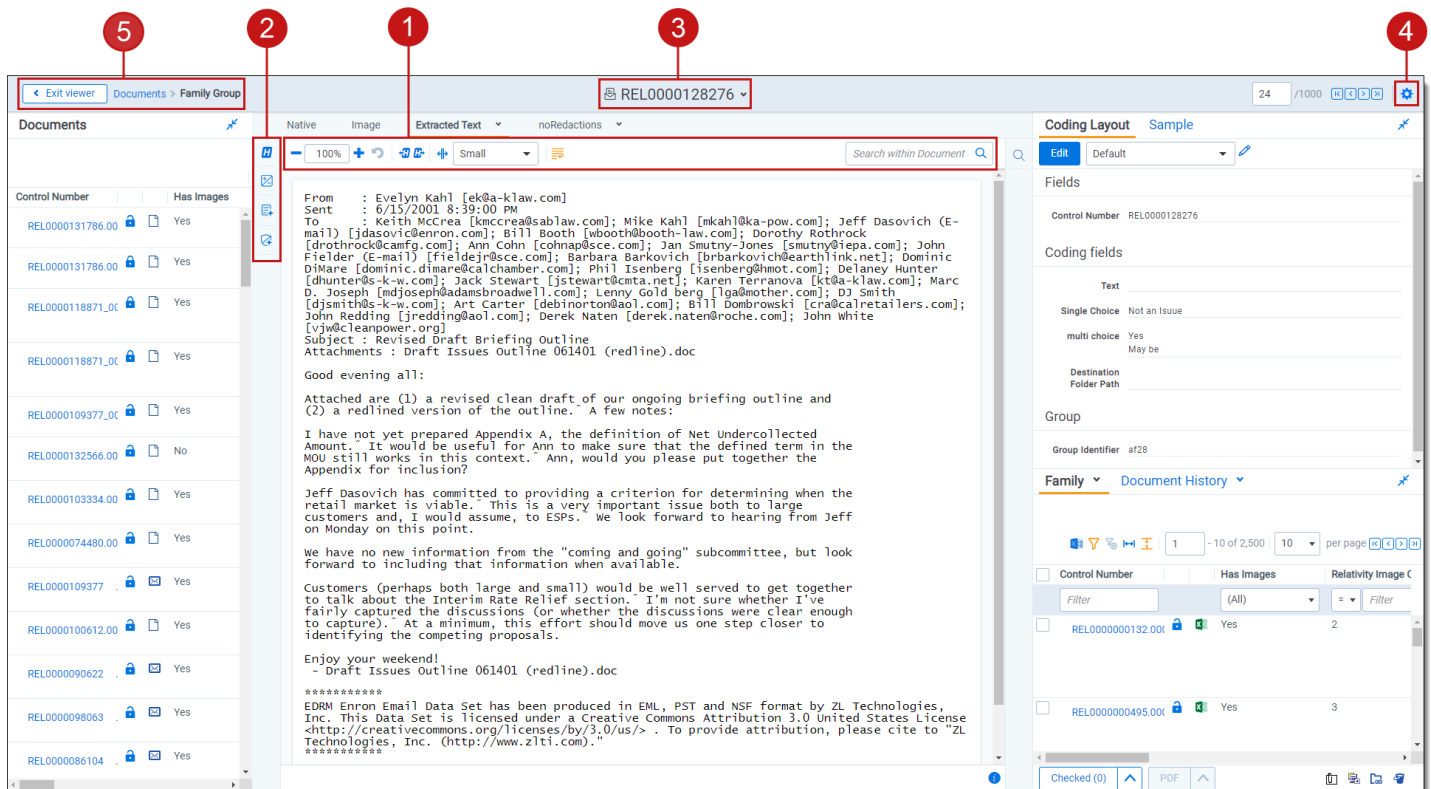 5
2
1
3
4
Exit viewer
Documents > Family Group
REL0000128276
24 /1000
Documents
Control Number
Has Images
REL0000131786.00
Yes
REL0000131786.00
Yes
REL0000118871_00
Yes
REL0000118871_00
Yes
REL0000109377_00
Yes
REL0000132566.00
No
REL0000103334.00
Yes
REL0000074480.00
Yes
REL0000109377 .
Yes
REL0000100612.00
Yes
REL0000090622 .
Yes
REL0000098063 .
Yes
REL0000086104 .
Yes
Native
Image
Extracted Text
noRedactions
100%
Small
Search within Document
From : Evelyn Kahl [ek@a-klaw.com]
Sent : 6/15/2001 8:39:00 PM
To : Keith McCrea [kmccrea@sablaw.com]; Mike Kahl [mkahl@ka-pow.com]; Jeff Dasovich (E-
mail) [jdasovic@enron.com]; Bill Booth [wbooth@booth-law.com]; Dorothy Rothrock
[drothrock@camfg.com]; Ann Cohn [cohnap@sce.com]; Jan Smutny-Jones [smutny@iepa.com]; John
Fielder (E-mail) [fieldejr@sce.com]; Barbara Barkovich [brbarkovich@earthlink.net]; Dominic
DiMare [dominic.dimare@calchamber.com]; Phil Isenberg [isenberg@hmot.com]; Delaney Hunter
[dhunter@s-k-w.com]; Jack Stewart [jstewart@cmta.net]; Karen Terranova [kt@a-klaw.com]; Marc
D. Joseph [mdjoseph@adamsbroadwell.com]; Lenny Gold berg [lga@mother.com]; DJ Smith
[djsmith@s-k-w.com]; Art Carter [debinorton@aol.com]; Bill Dombrowski [cra@calretailers.com];
John Redding [jredding@aol.com]; Derek Naten [derek.naten@roche.com]; John White
[vjw@cleanpower.org]
Subject : Revised Draft Briefing Outline
Attachments : Draft Issues Outline 061401 (redline).doc
Good evening all:
Attached are (1) a revised clean draft of our ongoing briefing outline and
(2) a redlined version of the outline.ˉ A few notes:
I have not yet prepared Appendix A, the definition of Net Undercollected
Amount.ˉ It would be useful for Ann to make sure that the defined term in the
MOU still works in this context.ˉ Ann, would you please put together the
Appendix for inclusion?
Jeff Dasovich has committed to providing a criterion for determining when the
retail market is viable.ˉ This is a very important issue both to large
customers and, I would assume, to ESPs.ˉ We look forward to hearing from Jeff
on Monday on this point.
We have no new information from the "coming and going" subcommittee, but look
forward to including that information when available.
Customers (perhaps both large and small) would be well served to get together
to talk about the Interim Rate Relief section.ˉ I'm not sure whether I've
fairly captured the discussions (or whether the discussions were clear enough
to capture).ˉ At a minimum, this effort should move us one step closer to
identifying the competing proposals.
Enjoy your weekend!
- Draft Issues Outline 061401 (redline).doc
***********
EDRM Enron Email Data Set has been produced in EML, PST and NSF format by ZL Technologies,
Inc. This Data Set is licensed under a Creative Commons Attribution 3.0 United States License
<http://creativecommons.org/licenses/by/3.0/us/> . To provide attribution, please cite to "ZL
Technologies, Inc. (http://www.zlti.com)."
***********
Coding Layout
Sample
Edit
Default
Fields
Control Number REL0000128276
Coding fields
Text
Single Choice Not an Isuue
multi choice Yes
May be
Destination
Folder Path
Group
Group Identifier af28
Family
Document History
1 - 10 of 2,500 10 per page
Control Number
Has Images
Relativity Image C
Filter
(All)
= Filter
REL0000000132.000
Yes
2
REL0000000495.000
Yes
3
Checked (0)
PDF